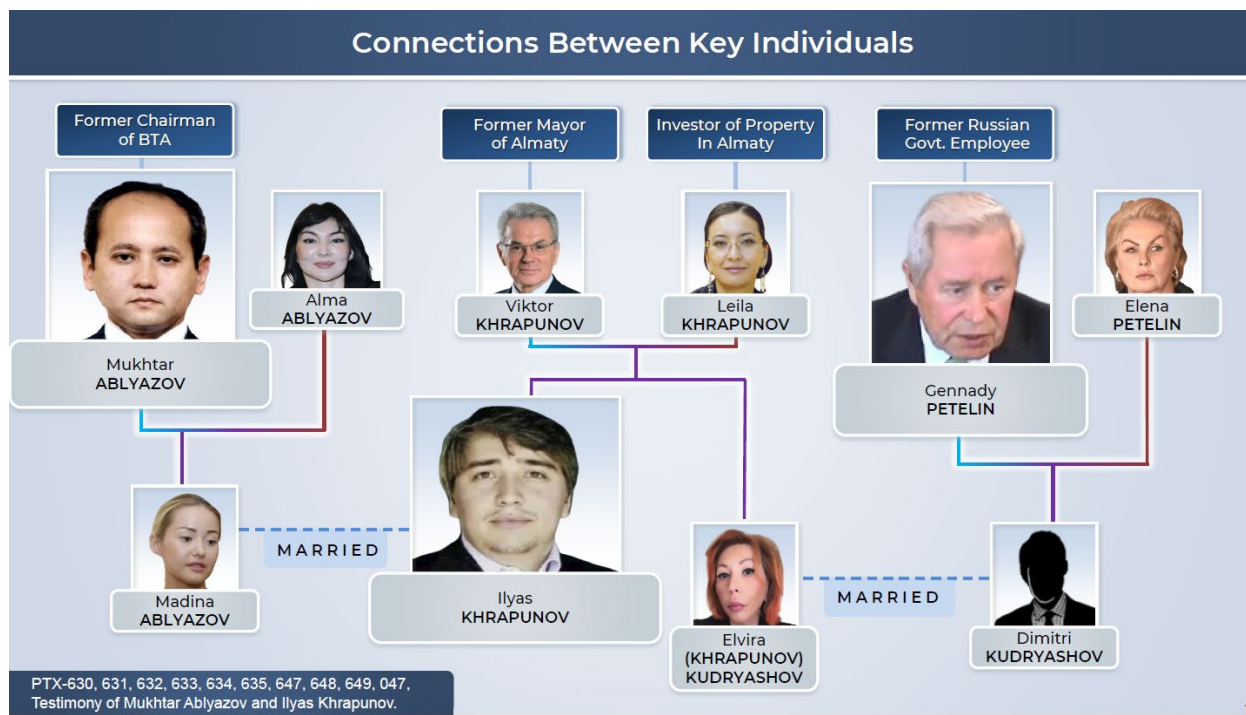 Connections Between Key Individuals
Former Chairman
of BTA
Former Mayor
of Almaty
Investor of Property
In Almaty
Former Russian
Govt. Employee
Mukhtar
ABLYAZOV
Alma
ABLYAZOV
Viktor
KHRAPUNOV
Leila
KHRAPUNOV
Gennady
PETELIN
Elena
PETELIN
Madina
ABLYAZOV
MARRIED
Ilyas
KHRAPUNOV
Elvira
(KHRAPUNOV)
KUDRYASHOV
MARRIED
Dimitri
KUDRYASHOV
PTX-630, 631, 632, 633, 634, 635, 647, 648, 649, 047,
Testimony of Mukhtar Ablyazov and Ilyas Khrapunov.